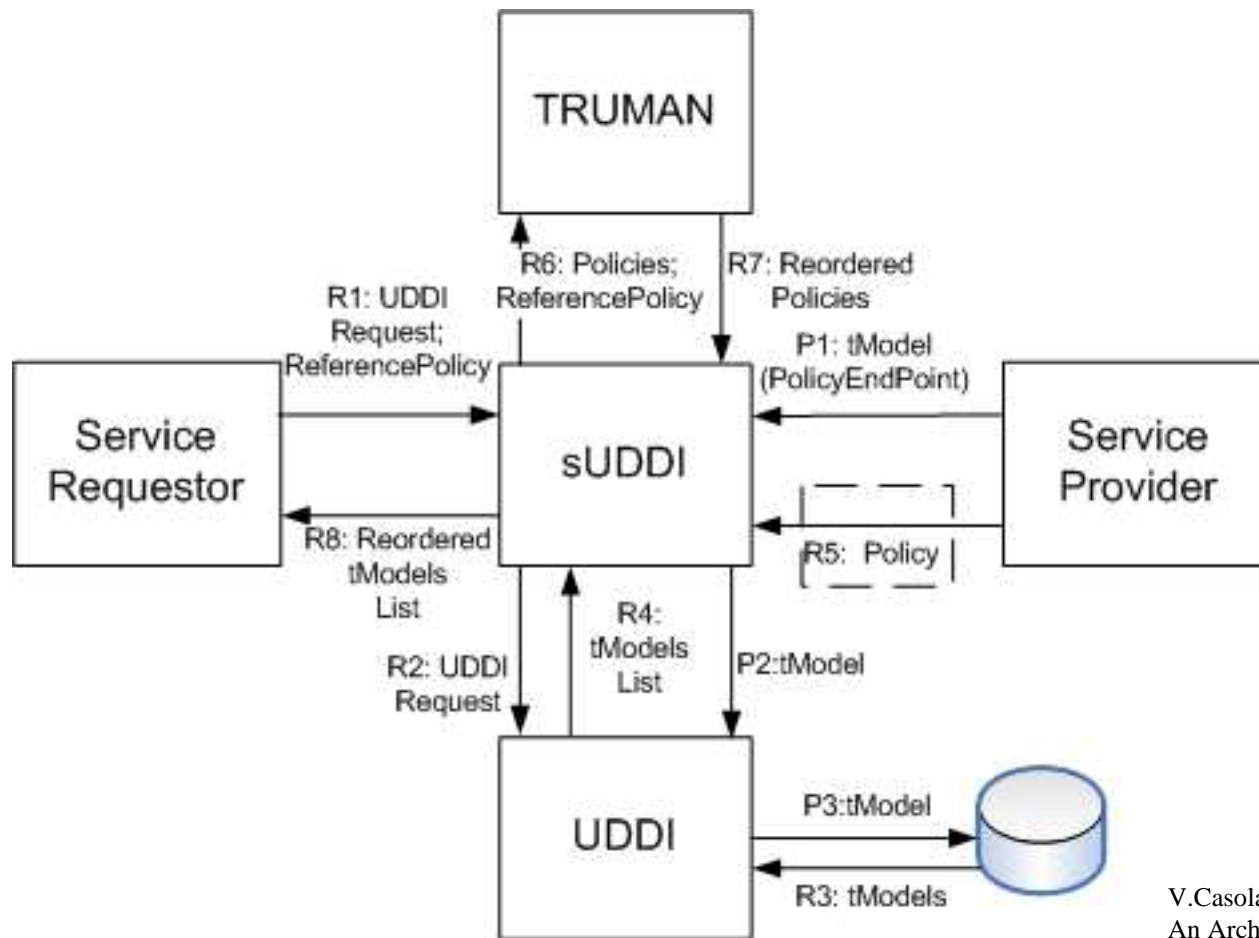 TRUMAN
R6: Policies;
ReferencePolicy
R7: Reordered
Policies
R1: UDDI
Request;
ReferencePolicy
P1: tModel
(PolicyEndPoint)
Service
Requestor
sUDDI
Service
Provider
R5: Policy
R8: Reordered
tModels
List
R4:
tModels
List
R2: UDDI
Request
P2:tModel
UDDI
P3:tModel
R3: tModels
An Arch